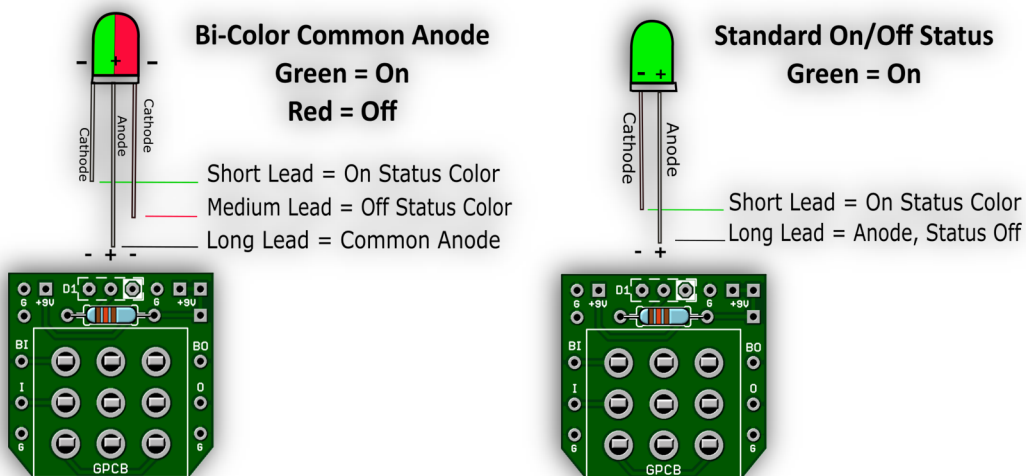 Bi-Color Common Anode
Green = On
Red = Off
- + -
Cathode
Anode
Cathode
Short Lead = On Status Color
Medium Lead = Off Status Color
Long Lead = Common Anode
- + -
D1
G +9V G +9V
BI BO
I O
G G
GPCB
Standard On/Off Status
Green = On
- +
Cathode
Anode
Short Lead = On Status Color
Long Lead = Anode, Status Off
- +
D1
G +9V G +9V
BI BO
I O
G G
GPCB